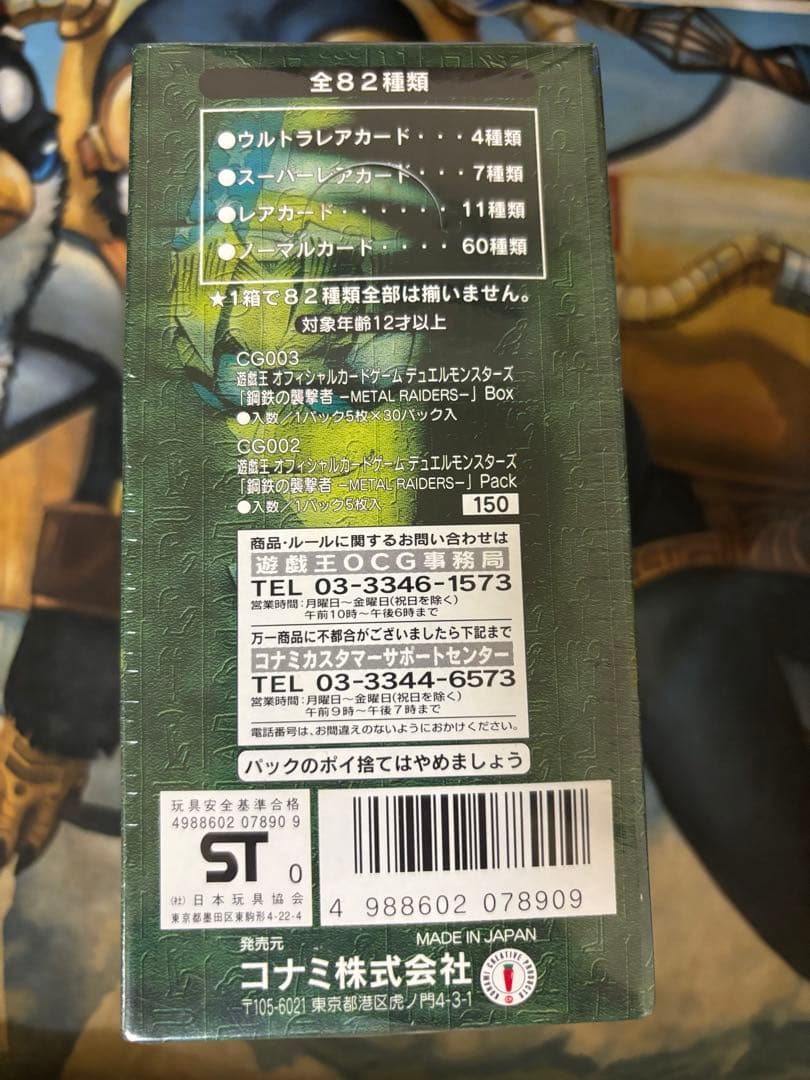 全82種類
●ウルトラレアカード・・・4種類
●スーパーレアカード・・・7種類
●レアカード・・・・・・11種類
●ノーマルカード・・・・60種類
★1箱で82種類全部は揃いません。
対象年齢12才以上
CG003
遊戯王 オフィシャルカードゲーム デュエルモンスターズ
「鋼鉄の襲撃者 −METAL RAIDERS−」Box
●入数/1パック5枚×30パック入
CG002
遊戯王 オフィシャルカードゲーム デュエルモンスターズ
「鋼鉄の襲撃者 −METAL RAIDERS−」Pack
●入数/1パック5枚入 150
商品・ルールに関するお問い合わせは
遊戯王OCG事務局
TEL 03-3346-1573
営業時間:月曜日〜金曜日(祝日を除く)
午前10時〜午後6時まで
万一商品に不都合がございましたら下記まで
コナミカスタマーサポートセンター
TEL 03-3344-6573
営業時間:月曜日〜金曜日(祝日を除く)
午前9時〜午後7時まで
電話番号は、お間違えのないようにおかけください。
パックのポイ捨てはやめましょう
玩具安全基準合格
4988602 07890 9
ST 0
(社)日本玩具協会
東京都墨田区東駒形4-22-4
4 988602 078909
発売元 MADE IN JAPAN
コナミ株式会社
KONAMI CREATIVE PRODUCTS
〒105-6021 東京都港区虎ノ門4-3-1